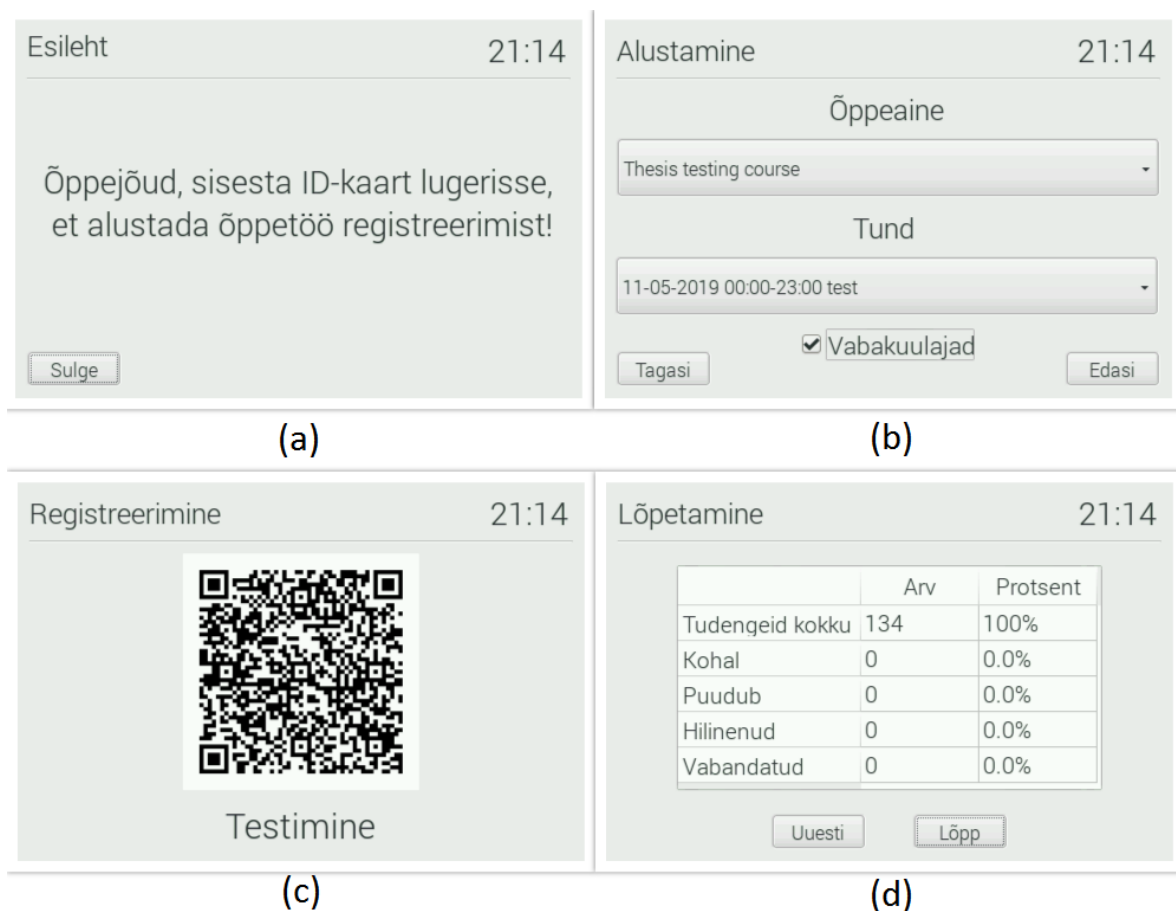 Esileht 21:14
Õppejõud, sisesta ID-kaart lugerisse,
et alustada õppetöö registreerimist!
Sulge
(a)
Alustamine 21:14
Õppeaine
Thesis testing course
Tund
11-05-2019 00:00-23:00 test
Vabakuulajad
Tagasi Edasi
(b)
Registreerimine 21:14
Testimine
(c)
Lõpetamine 21:14
Arv Protsent
Tudengeid kokku 134 100%
Kohal 0 0.0%
Puudub 0 0.0%
Hilinenud 0 0.0%
Vabandatud 0 0.0%
Uuesti Lõpp
(d)